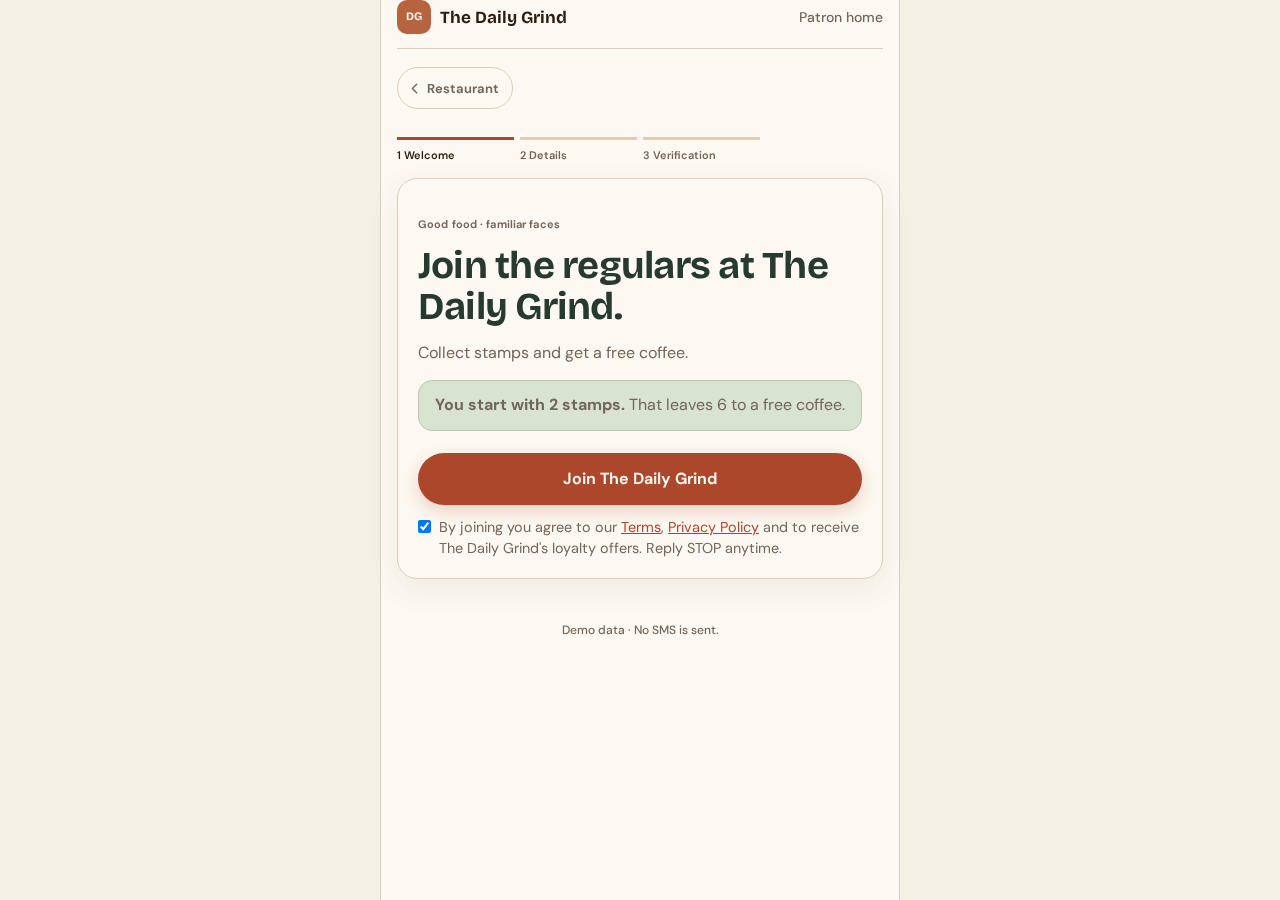 DG The Daily Grind Patron home
Restaurant
1 Welcome 2 Details 3 Verification
Good food · familiar faces
Join the regulars at The
Daily Grind.
Collect stamps and get a free coffee.
You start with 2 stamps. That leaves 6 to a free coffee.
Join The Daily Grind
By joining you agree to our Terms, Privacy Policy and to receive
The Daily Grind's loyalty offers. Reply STOP anytime.
Demo data · No SMS is sent.